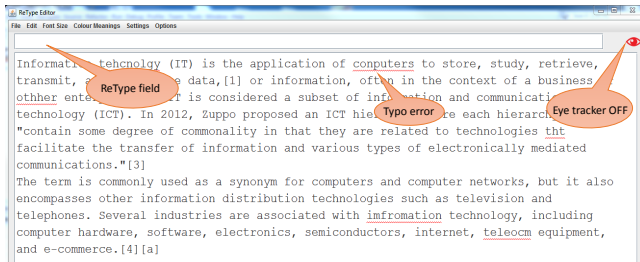 ReType Editor
File Edit Font Size Colour Meanings Settings Options
Informatio tehcnolgy (IT) is the application of conputers to store, study, retrieve,
transmit, a data,[1] or information, often in the context of a business
othher ente T is considered a subset of information and communicatio
technology (ICT). In 2012, Zuppo proposed an ICT hie re each hierarch
"contain some degree of commonality in that they are related to technologies tht
facilitate the transfer of information and various types of electronically mediated
communications."[3]
The term is commonly used as a synonym for computers and computer networks, but it also
encompasses other information distribution technologies such as television and
telephones. Several industries are associated with imfromation technology, including
computer hardware, software, electronics, semiconductors, internet, teleocm equipment,
and e-commerce.[4][a]
ReType field
Typo error
Eye tracker OFF